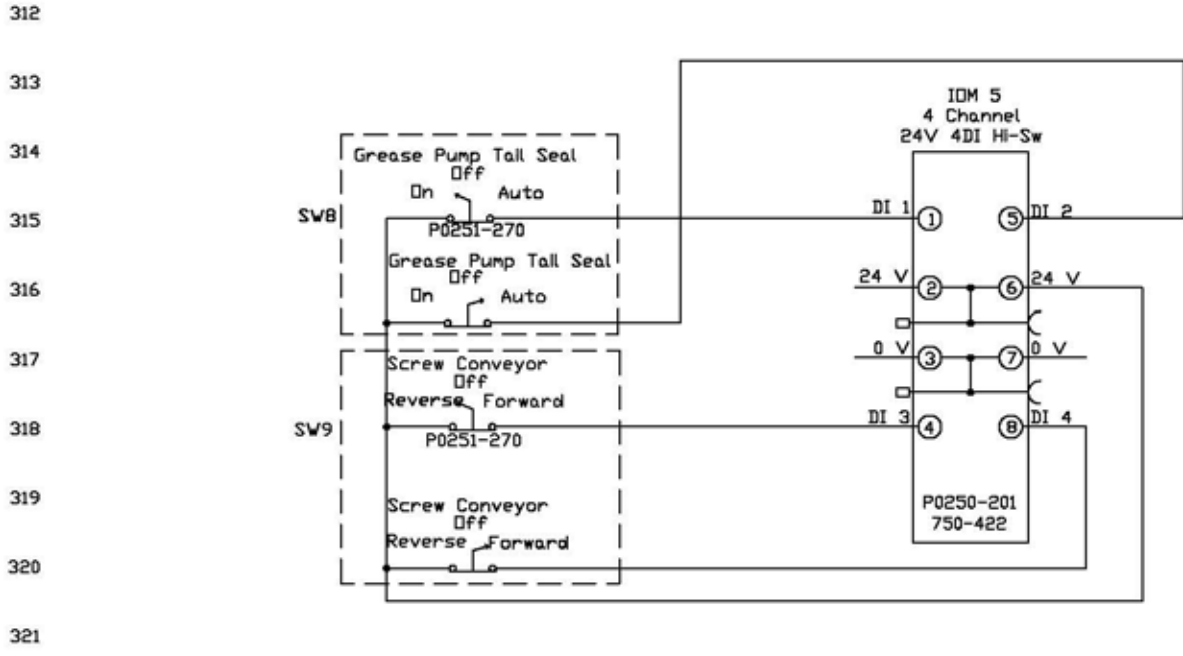 312
313
IOM 5
4 Channel
24V 4DI Hi-Sw
314
Grease Pump Tail Seal
Off
On Auto
SW8
315
P0251-270
DI 1
1
5
DI 2
Grease Pump Tail Seal
Off
On Auto
316
24 V
2
6
24 V
317
0 V
3
7
0 V
Screw Conveyor
Off
Reverse Forward
SW9
318
P0251-270
DI 3
4
8
DI 4
319
Screw Conveyor
Off
Reverse Forward
P0250-201
750-422
320
321